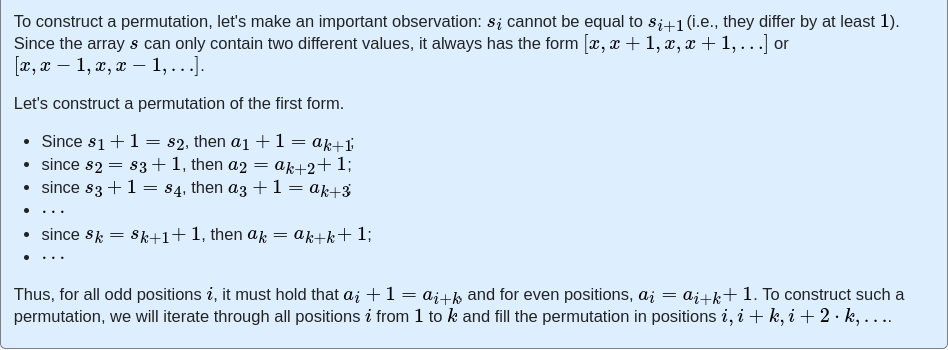 To construct a permutation, let's make an important observation: s_i cannot be equal to s_{i+1} (i.e., they differ by at least 1).
Since the array s can only contain two different values, it always has the form [x, x + 1, x, x + 1, ...] or
[x, x − 1, x, x − 1, ...].
Let's construct a permutation of the first form.
• Since s_1 + 1 = s_2, then a_1 + 1 = a_{k+1};
• since s_2 = s_3 + 1, then a_2 = a_{k+2} + 1;
• since s_3 + 1 = s_4, then a_3 + 1 = a_{k+3};
• ...
• since s_k = s_{k+1} + 1, then a_k = a_{k+k} + 1;
• ...
Thus, for all odd positions i, it must hold that a_i + 1 = a_{i+k}, and for even positions, a_i = a_{i+k} + 1. To construct such a
permutation, we will iterate through all positions i from 1 to k and fill the permutation in positions i, i + k, i + 2 · k, ....